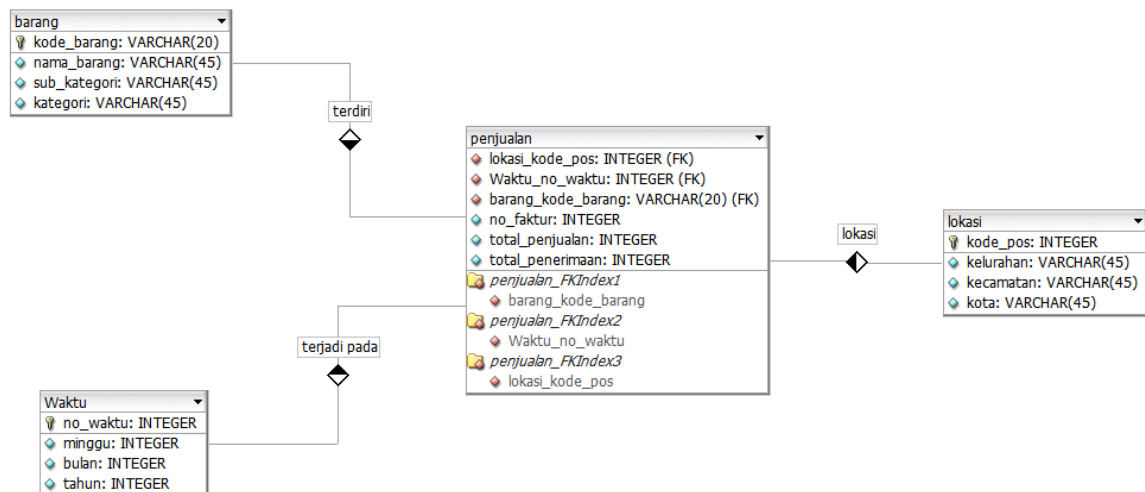 barang
kode_barang: VARCHAR(20)
nama_barang: VARCHAR(45)
sub_kategori: VARCHAR(45)
kategori: VARCHAR(45)
terdiri
penjualan
lokasi_kode_pos: INTEGER (FK)
Waktu_no_waktu: INTEGER (FK)
barang_kode_barang: VARCHAR(20) (FK)
no_faktur: INTEGER
total_penjualan: INTEGER
total_penerimaan: INTEGER
penjualan_FKIndex1
barang_kode_barang
penjualan_FKIndex2
Waktu_no_waktu
penjualan_FKIndex3
lokasi_kode_pos
lokasi
lokasi
kode_pos: INTEGER
kelurahan: VARCHAR(45)
kecamatan: VARCHAR(45)
kota: VARCHAR(45)
terjadi pada
Waktu
no_waktu: INTEGER
minggu: INTEGER
bulan: INTEGER
tahun: INTEGER